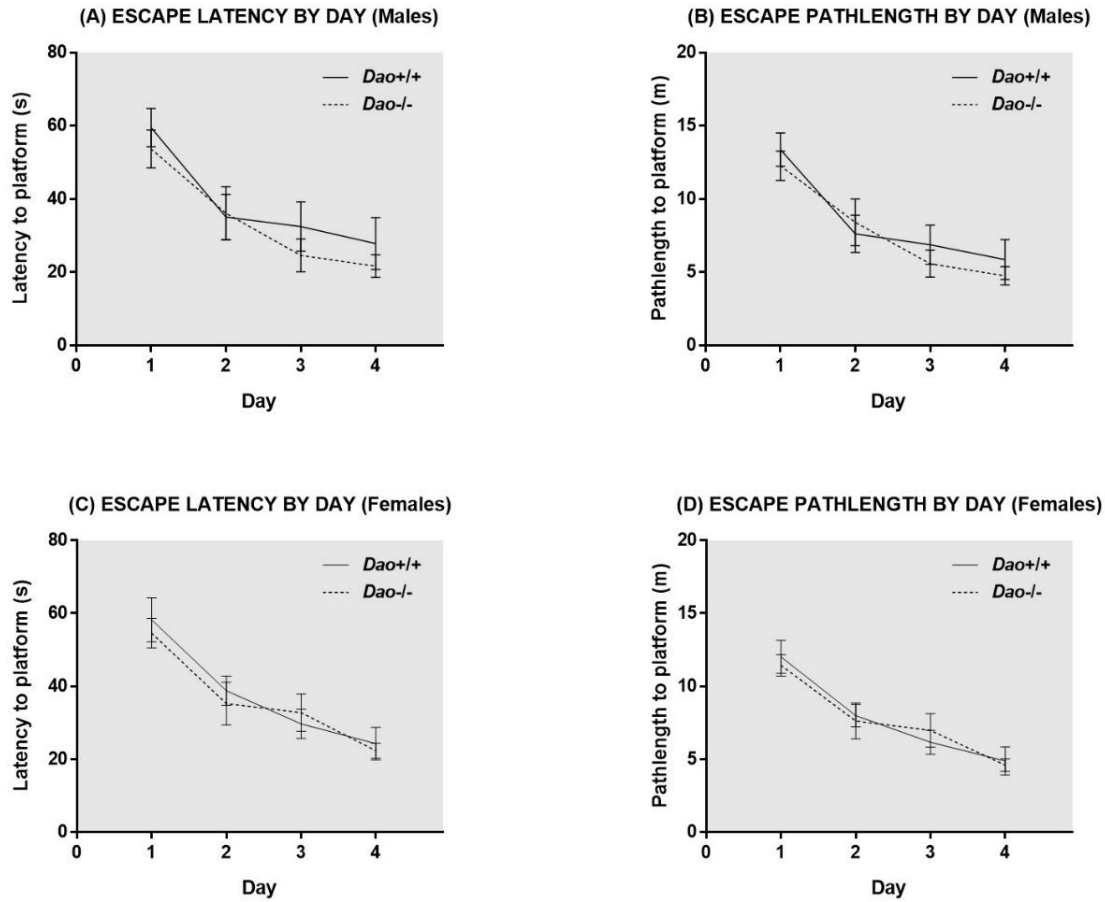 (A) ESCAPE LATENCY BY DAY (Males)
80
60
40
20
0
Latency to platform (s)
Dao+/+
Dao-/-
0 1 2 3 4
Day
(B) ESCAPE PATHLENGTH BY DAY (Males)
20
15
10
5
0
Pathlength to platform (m)
Dao+/+
Dao-/-
0 1 2 3 4
Day
(C) ESCAPE LATENCY BY DAY (Females)
80
60
40
20
0
Latency to platform (s)
Dao+/+
Dao-/-
0 1 2 3 4
Day
(D) ESCAPE PATHLENGTH BY DAY (Females)
20
15
10
5
0
Pathlength to platform (m)
Dao+/+
Dao-/-
0 1 2 3 4
Day